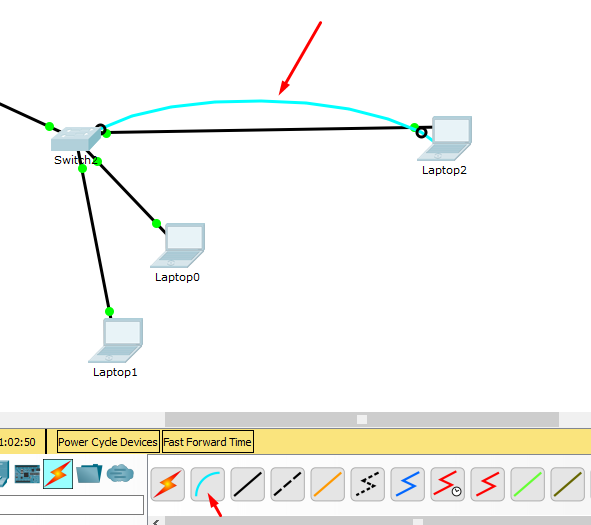 Switch2
Laptop2
Laptop0
Laptop1
1:02:50
Power Cycle Devices
Fast Forward Time